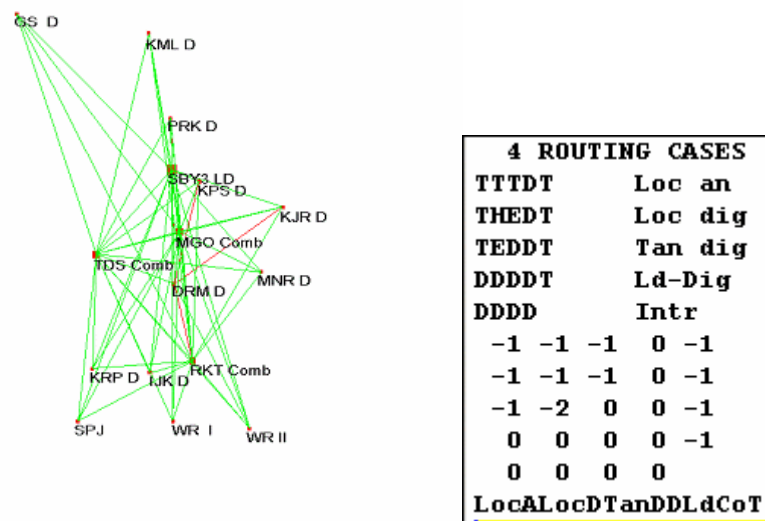 GS D
KML D
PRK D
SBY3 LD
KPS D
KJR D
MGO Comb
TDS Comb
MNR D
DRM D
RKT Comb
KRP D
IJK D
SPJ
WR I
WR II
4 ROUTING CASES
TTTDT Loc an
THEDT Loc dig
TEDDT Tan dig
DDDDT Ld-Dig
DDDD Intr
-1 -1 -1 0 -1
-1 -1 -1 0 -1
-1 -2 0 0 -1
0 0 0 0 -1
0 0 0 0
LocALocDTanDDLdCoT